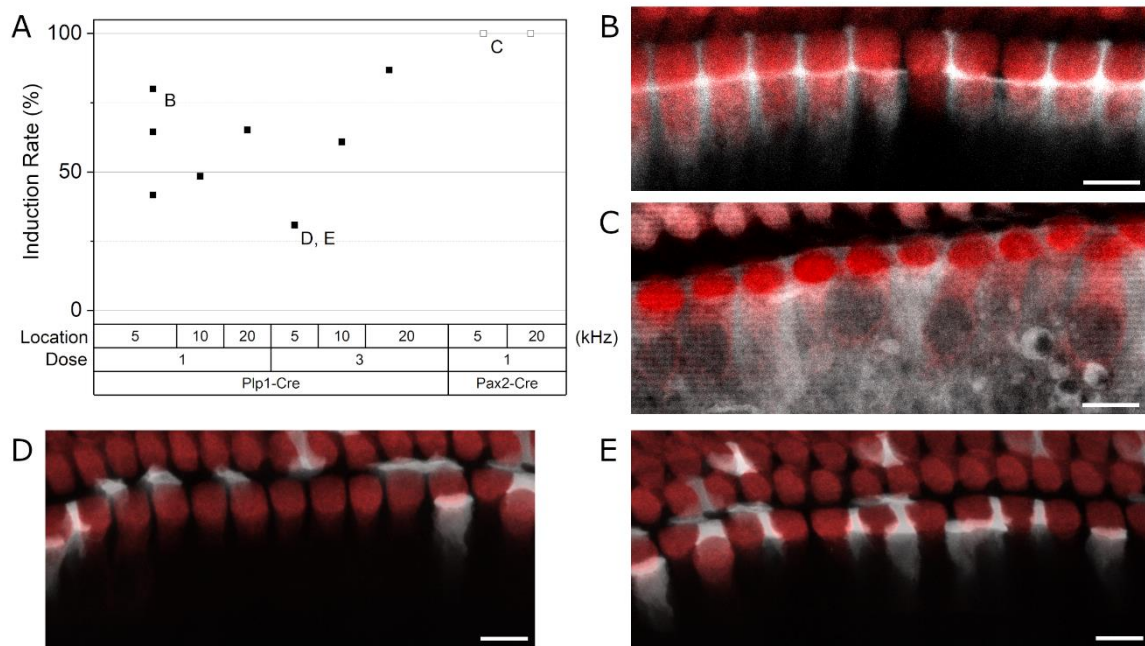 A
Induction Rate (%)
100
50
0
B
C
D, E
Location 5 10 20 5 10 20 5 20 (kHz)
Dose 1 3 1
Plp1-Cre Pax2-Cre
B
C
D
E